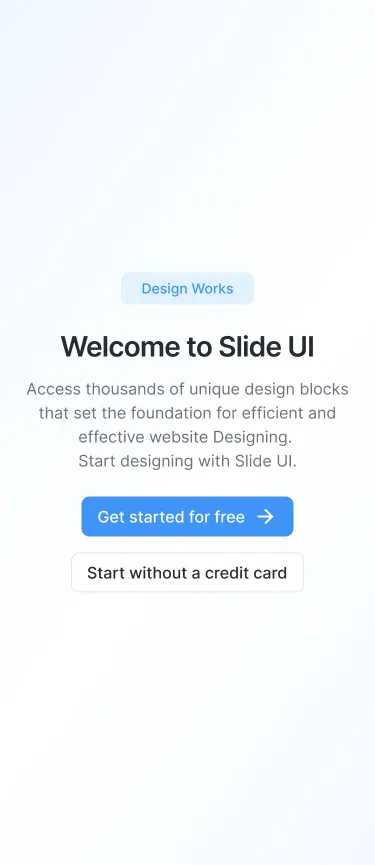 Design Works
Welcome to Slide UI
Access thousands of unique design blocks
that set the foundation for efficient and
effective website Designing.
Start designing with Slide UI.
Get started for free
Start without a credit card